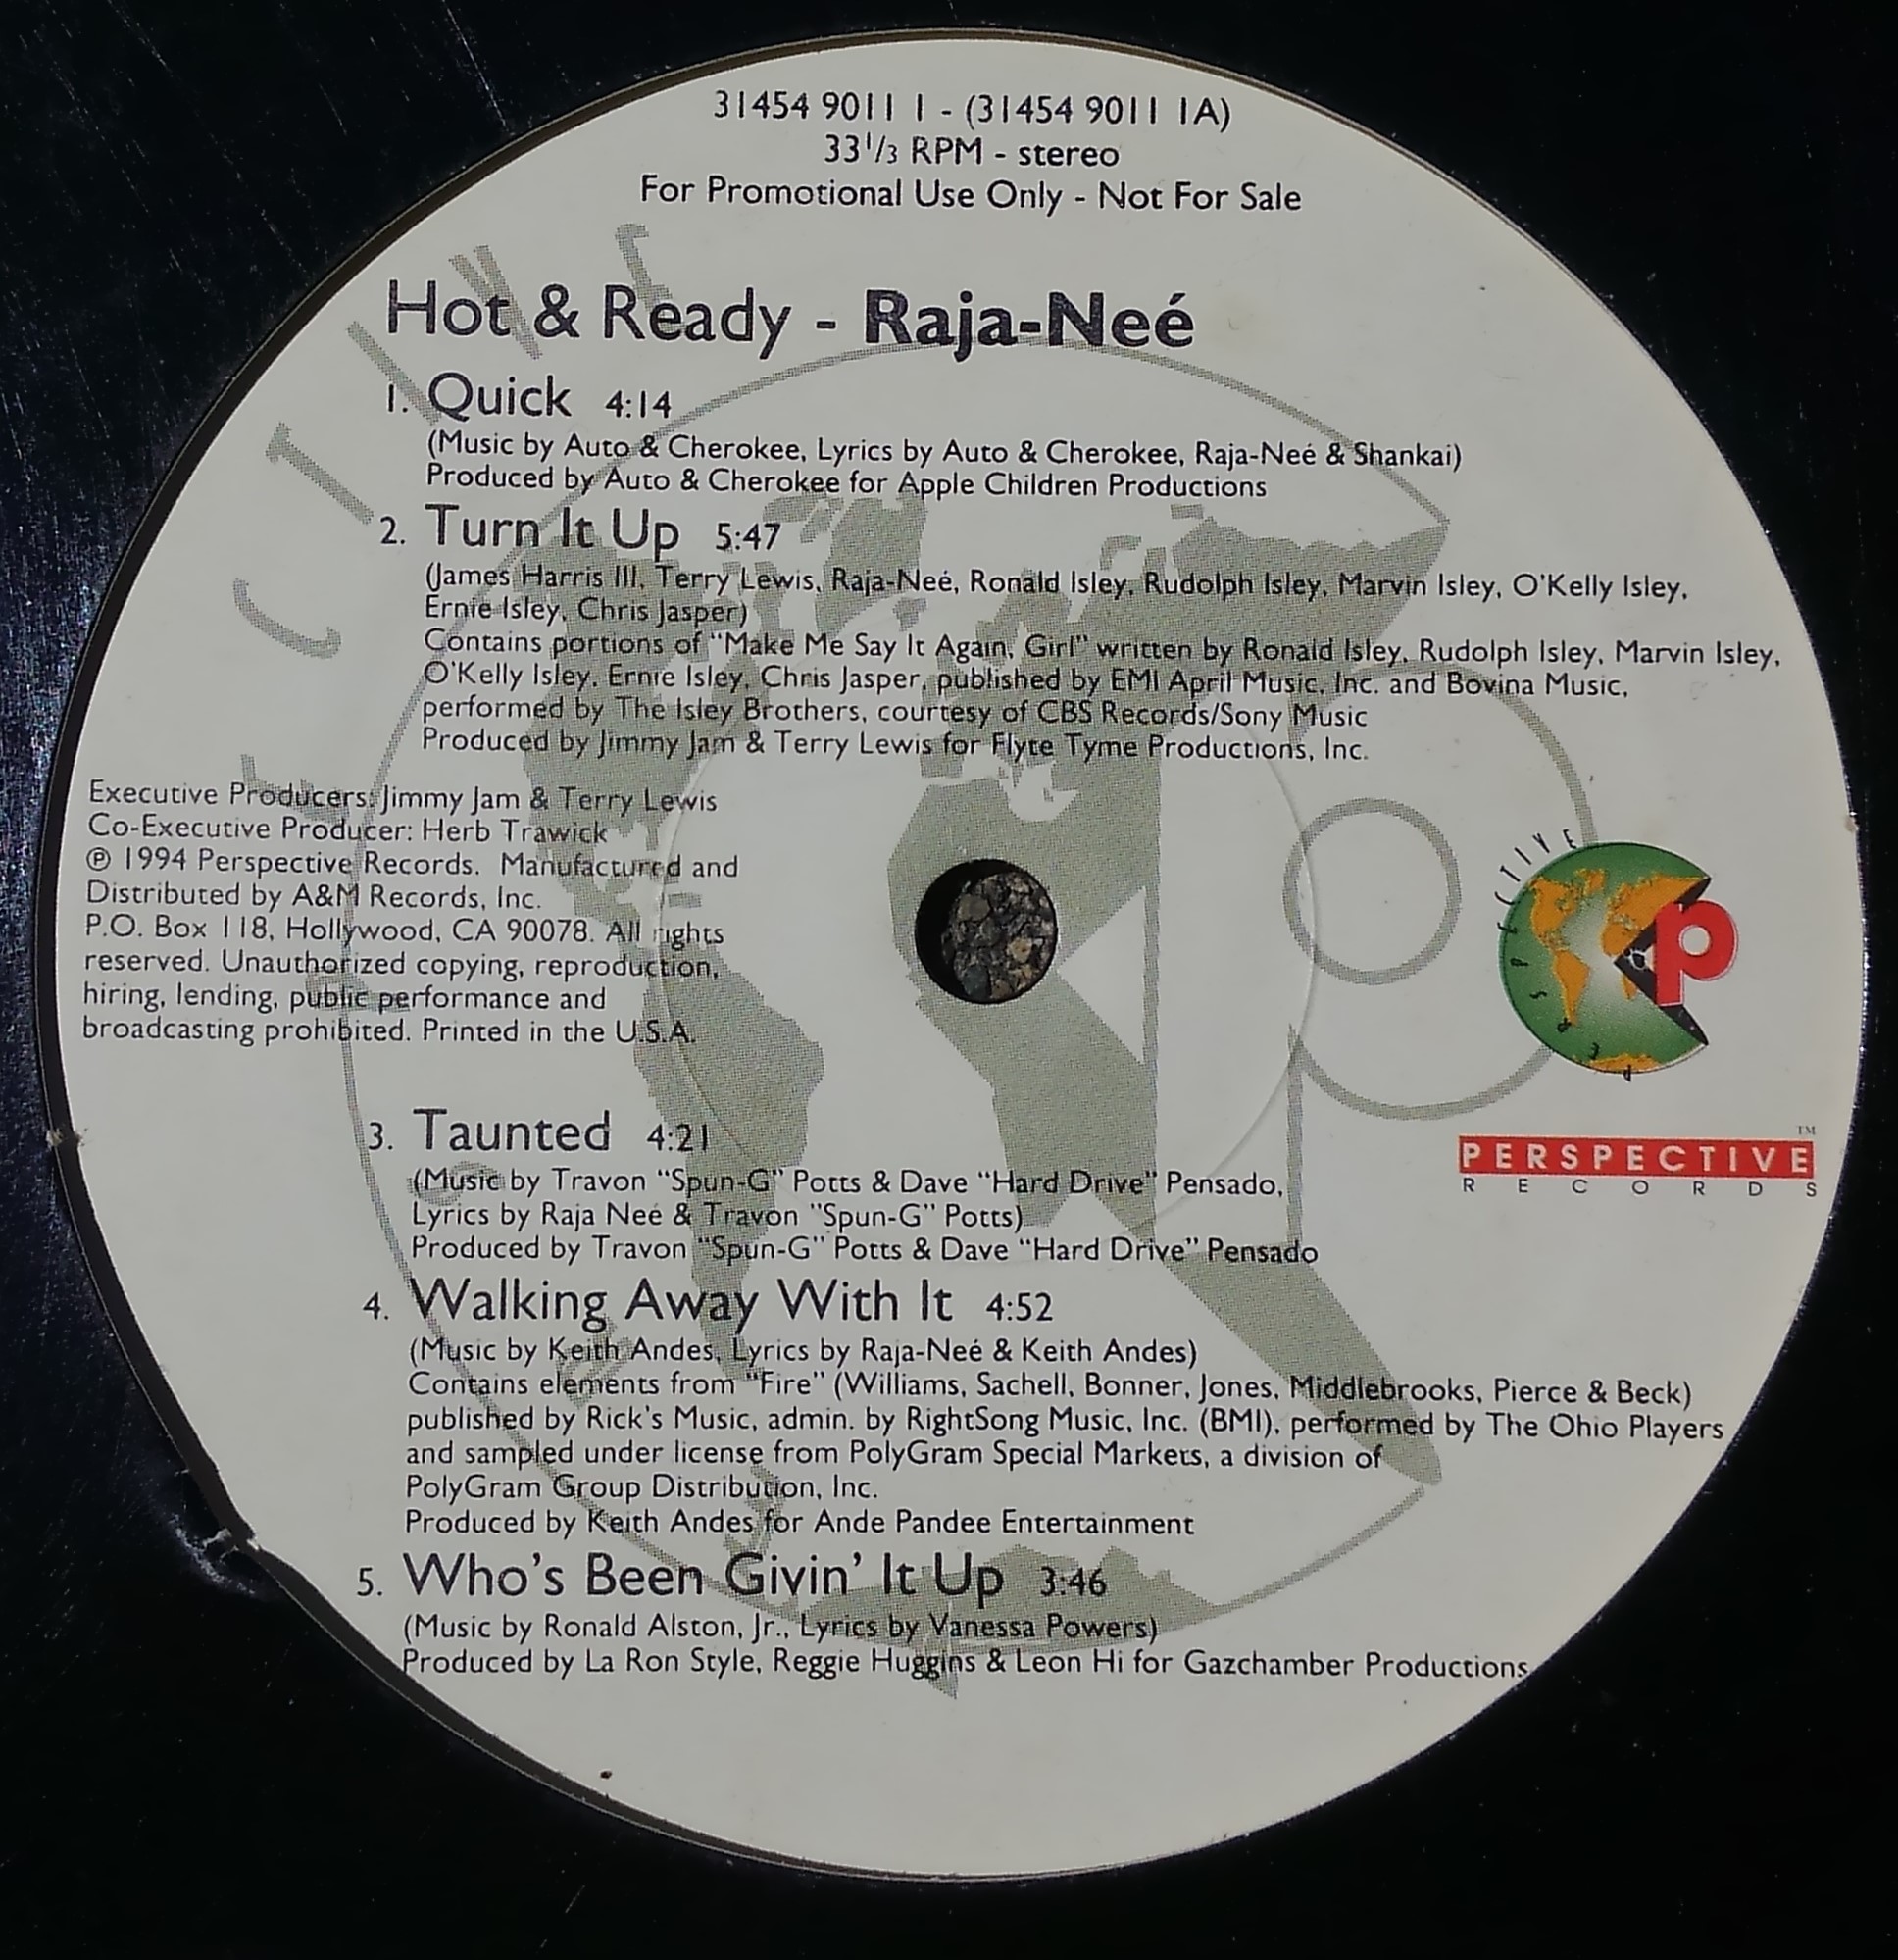 31454 9011 1 - (31454 9011 1A)
33 1/3 RPM - stereo
For Promotional Use Only - Not For Sale
Hot & Ready - Raja-Neé
1. Quick 4:14
(Music by Auto & Cherokee, Lyrics by Auto & Cherokee, Raja-Neé & Shankai)
Produced by Auto & Cherokee for Apple Children Productions
2. Turn It Up 5:47
(James Harris III, Terry Lewis, Raja-Neé, Ronald Isley, Rudolph Isley, Marvin Isley, O'Kelly Isley,
Ernie Isley, Chris Jasper)
Contains portions of "Make Me Say It Again, Girl" written by Ronald Isley, Rudolph Isley, Marvin Isley,
O'Kelly Isley, Ernie Isley, Chris Jasper, published by EMI April Music, Inc. and Bovina Music,
performed by The Isley Brothers, courtesy of CBS Records/Sony Music
Produced by Jimmy Jam & Terry Lewis for Flyte Tyme Productions, Inc.
Executive Producers: Jimmy Jam & Terry Lewis
Co-Executive Producer: Herb Trawick
℗ 1994 Perspective Records. Manufactured and
Distributed by A&M Records, Inc.
P.O. Box 118, Hollywood, CA 90078. All rights
reserved. Unauthorized copying, reproduction,
hiring, lending, public performance and
broadcasting prohibited. Printed in the U.S.A.
PERSPECTIVE
p
PERSPECTIVE™
RECORDS
3. Taunted 4:21
(Music by Travon "Spun-G" Potts & Dave "Hard Drive" Pensado,
Lyrics by Raja Neé & Travon "Spun-G" Potts)
Produced by Travon "Spun-G" Potts & Dave "Hard Drive" Pensado
4. Walking Away With It 4:52
(Music by Keith Andes, Lyrics by Raja-Neé & Keith Andes)
Contains elements from "Fire" (Williams, Sachell, Bonner, Jones, Middlebrooks, Pierce & Beck)
published by Rick's Music, admin. by RightSong Music, Inc. (BMI), performed by The Ohio Players
and sampled under license from PolyGram Special Markets, a division of
PolyGram Group Distribution, Inc.
Produced by Keith Andes for Ande Pandee Entertainment
5. Who's Been Givin' It Up 3:46
(Music by Ronald Alston, Jr., Lyrics by Vanessa Powers)
Produced by La Ron Style, Reggie Huggins & Leon Hi for Gazchamber Productions